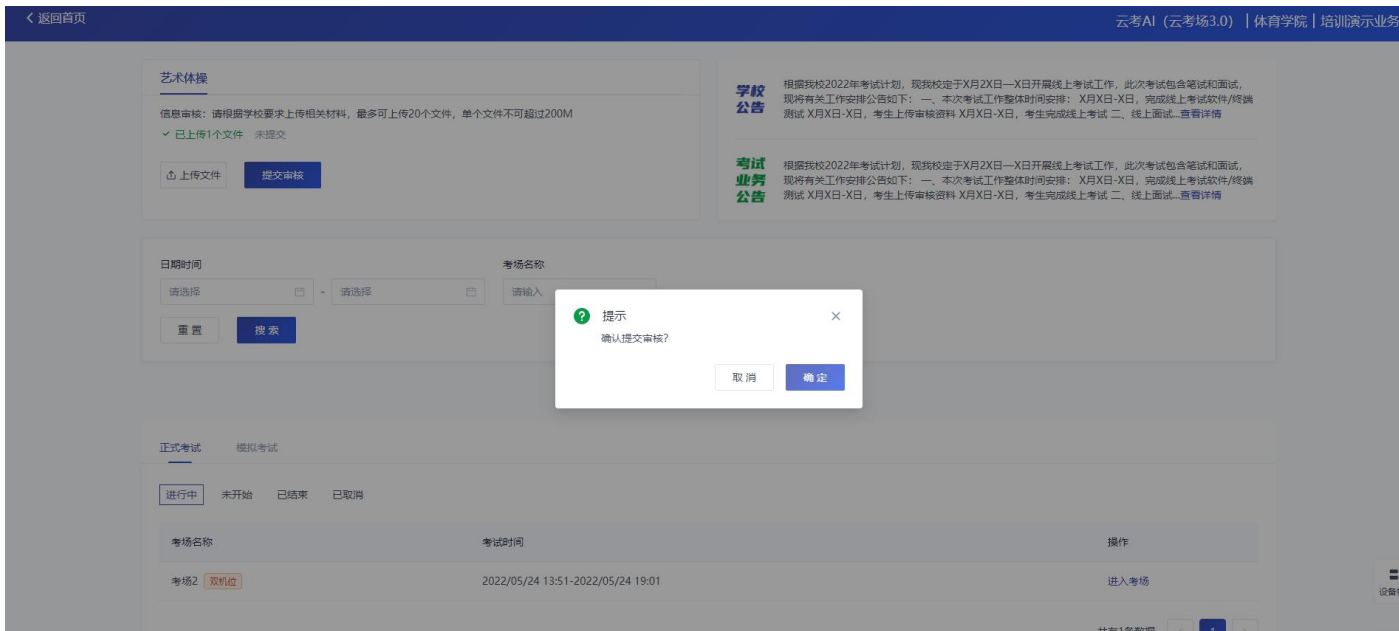 返回首页
云考AI（云考场3.0） | 体育学院 | 培训演示业务
艺术体操
信息审核：请根据学校要求上传相关材料，最多可上传20个文件，单个文件不可超过200M
已上传1个文件 未提交
上传文件
提交审核
学校
公告
根据我校2022年考试计划，现我校定于X月2X日—X日开展线上考试工作，此次考试包含笔试和面试，
现将有关工作安排公告如下： 一、本次考试工作整体时间安排： X月X日-X日，完成线上考试软件/终端
测试 X月X日-X日，考生上传审核资料 X月X日-X日，考生完成线上考试 二、线上面试...查看详情
考试
业务
公告
根据我校2022年考试计划，现我校定于X月2X日—X日开展线上考试工作，此次考试包含笔试和面试，
现将有关工作安排公告如下： 一、本次考试工作整体时间安排： X月X日-X日，完成线上考试软件/终端
测试 X月X日-X日，考生上传审核资料 X月X日-X日，考生完成线上考试 二、线上面试...查看详情
日期时间
考场名称
请选择 - 请选择
请输入
重置
搜索
提示
确认提交审核？
取消
确定
正式考试 模拟考试
进行中 未开始 已结束 已取消
考场名称 考试时间 操作
考场2 双机位 2022/05/24 13:51-2022/05/24 19:01 进入考场
设备
共有1条数据 1